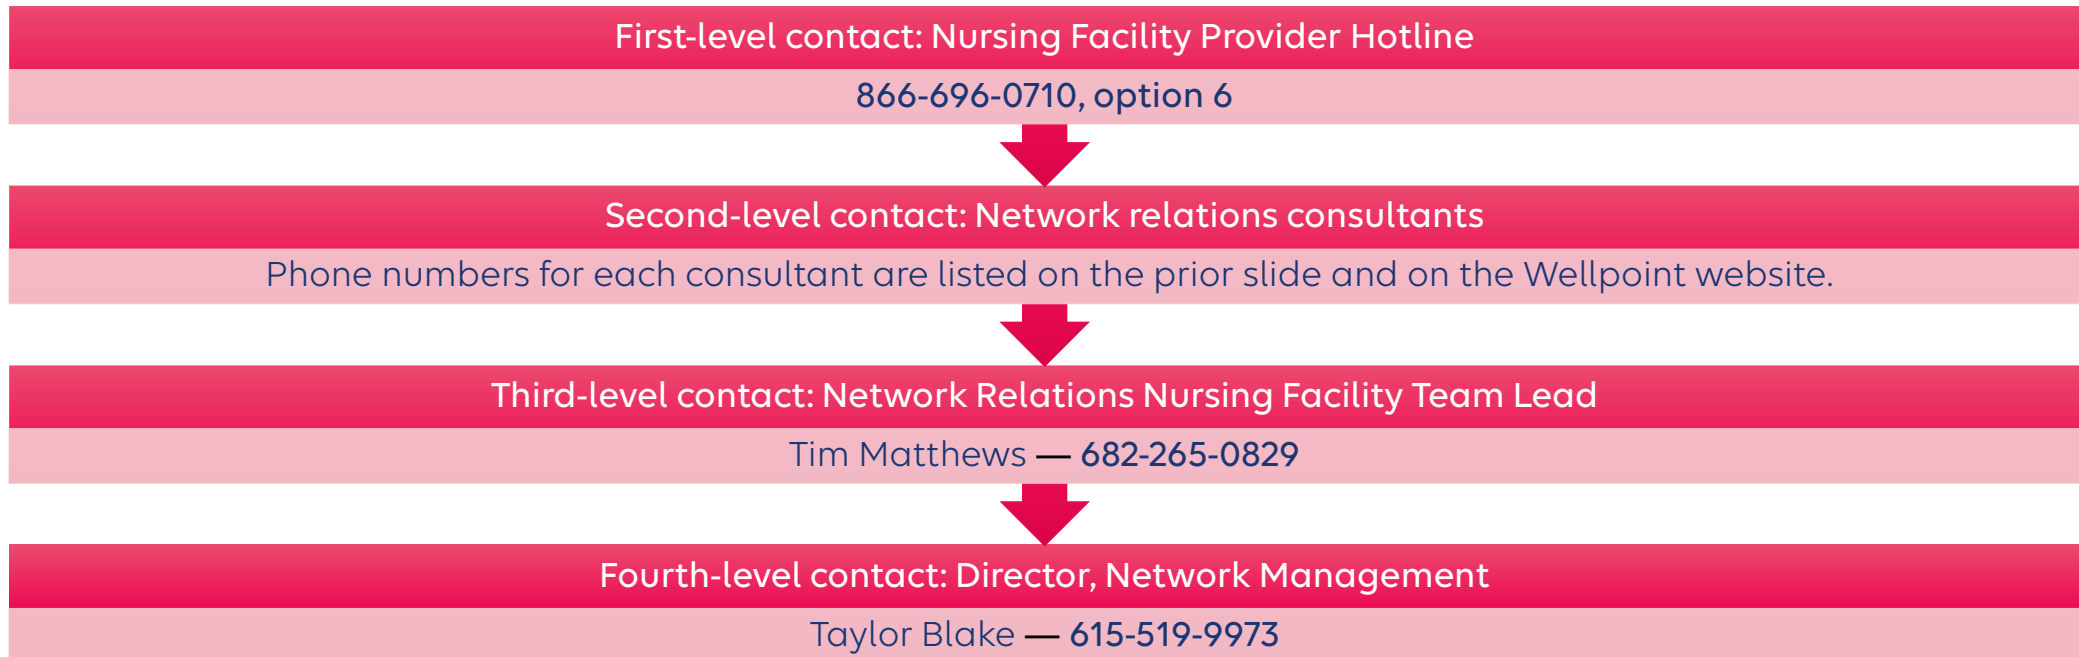 First-level contact: Nursing Facility Provider Hotline
866-696-0710, option 6
Second-level contact: Network relations consultants
Phone numbers for each consultant are listed on the prior slide and on the Wellpoint website.
Third-level contact: Network Relations Nursing Facility Team Lead
Tim Matthews — 682-265-0829
Fourth-level contact: Director, Network Management
Taylor Blake — 615-519-9973